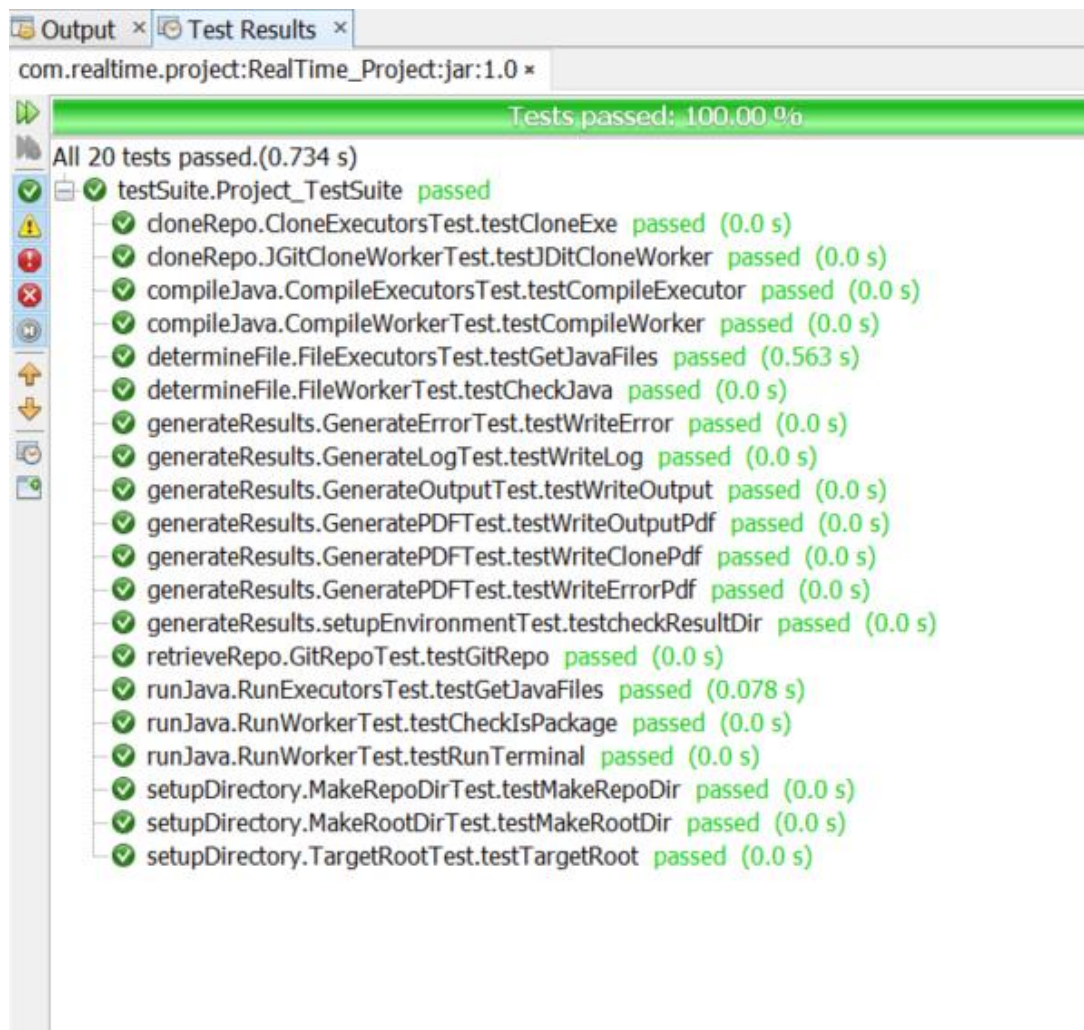 Output × Test Results ×
com.realtime.project:RealTime_Project:jar:1.0 ×
Tests passed: 100.00 %
All 20 tests passed.(0.734 s)
testSuite.Project_TestSuite passed
cloneRepo.CloneExecutorsTest.testCloneExe passed (0.0 s)
cloneRepo.JGitCloneWorkerTest.testJDitCloneWorker passed (0.0 s)
compileJava.CompileExecutorsTest.testCompileExecutor passed (0.0 s)
compileJava.CompileWorkerTest.testCompileWorker passed (0.0 s)
determineFile.FileExecutorsTest.testGetJavaFiles passed (0.563 s)
determineFile.FileWorkerTest.testCheckJava passed (0.0 s)
generateResults.GenerateErrorTest.testWriteError passed (0.0 s)
generateResults.GenerateLogTest.testWriteLog passed (0.0 s)
generateResults.GenerateOutputTest.testWriteOutput passed (0.0 s)
generateResults.GeneratePDFTest.testWriteOutputPdf passed (0.0 s)
generateResults.GeneratePDFTest.testWriteClonePdf passed (0.0 s)
generateResults.GeneratePDFTest.testWriteErrorPdf passed (0.0 s)
generateResults.setupEnvironmentTest.testcheckResultDir passed (0.0 s)
retrieveRepo.GitRepoTest.testGitRepo passed (0.0 s)
runJava.RunExecutorsTest.testGetJavaFiles passed (0.078 s)
runJava.RunWorkerTest.testCheckIsPackage passed (0.0 s)
runJava.RunWorkerTest.testRunTerminal passed (0.0 s)
setupDirectory.MakeRepoDirTest.testMakeRepoDir passed (0.0 s)
setupDirectory.MakeRootDirTest.testMakeRootDir passed (0.0 s)
setupDirectory.TargetRootTest.testTargetRoot passed (0.0 s)